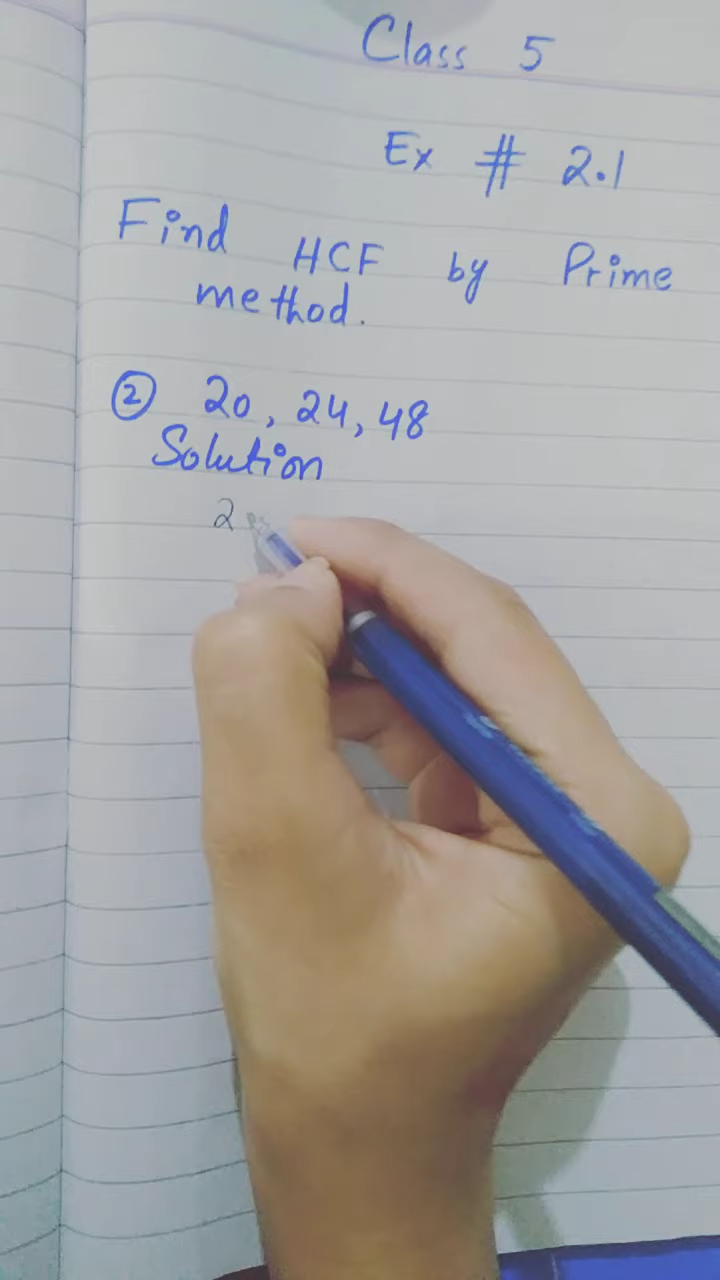 Class 5
Ex # 2.1
Find HCF by Prime
method.
② 20, 24, 48
Solution
2